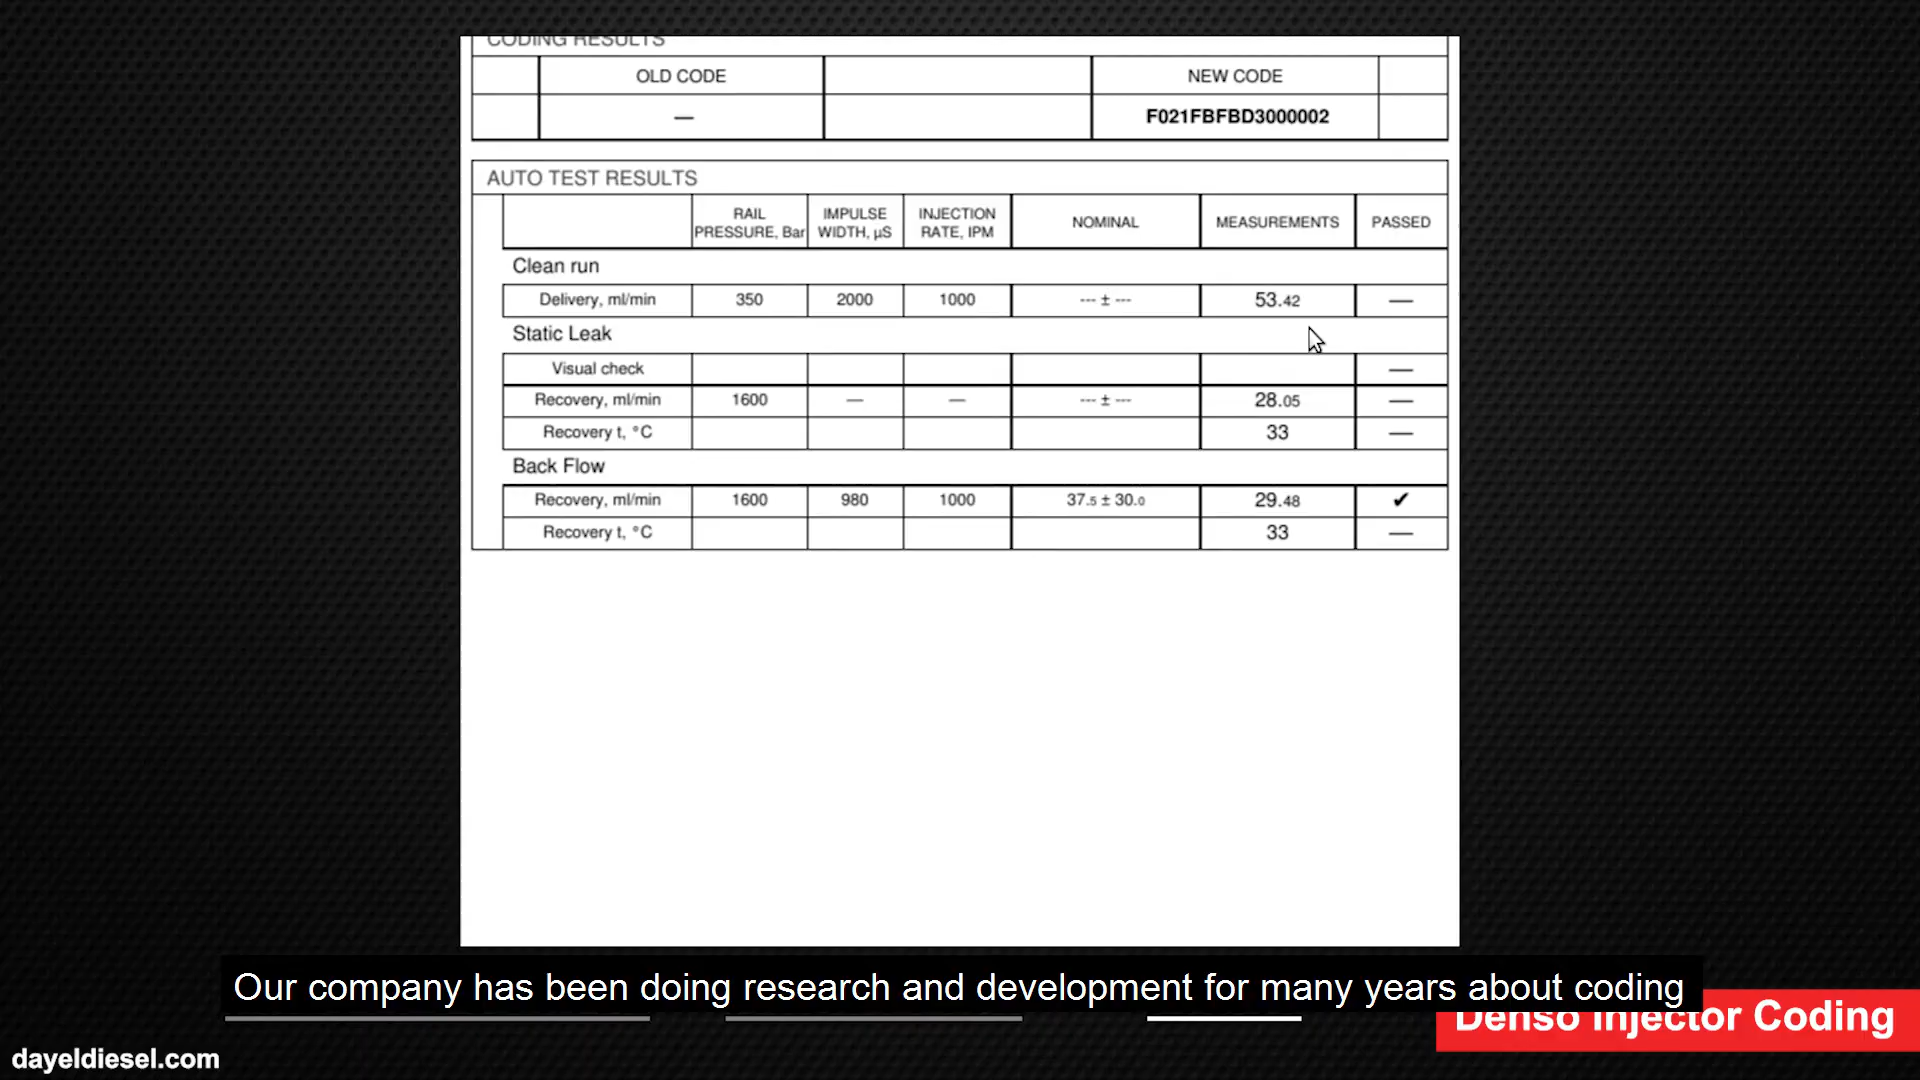 CODING RESULTS
OLD CODE NEW CODE
— F021FBFBD3000002
AUTO TEST RESULTS
RAIL PRESSURE, Bar IMPULSE WIDTH, µS INJECTION RATE, IPM NOMINAL MEASUREMENTS PASSED
Clean run
Delivery, ml/min 350 2000 1000 --- ± --- 53.42 —
Static Leak
Visual check —
Recovery, ml/min 1600 — — --- ± --- 28.05 —
Recovery t, °C 33 —
Back Flow
Recovery, ml/min 1600 980 1000 37.5 ± 30.0 29.48 ✔
Recovery t, °C 33 —
Our company has been doing research and development for many years about coding
Denso Injector Coding
dayeldiesel.com